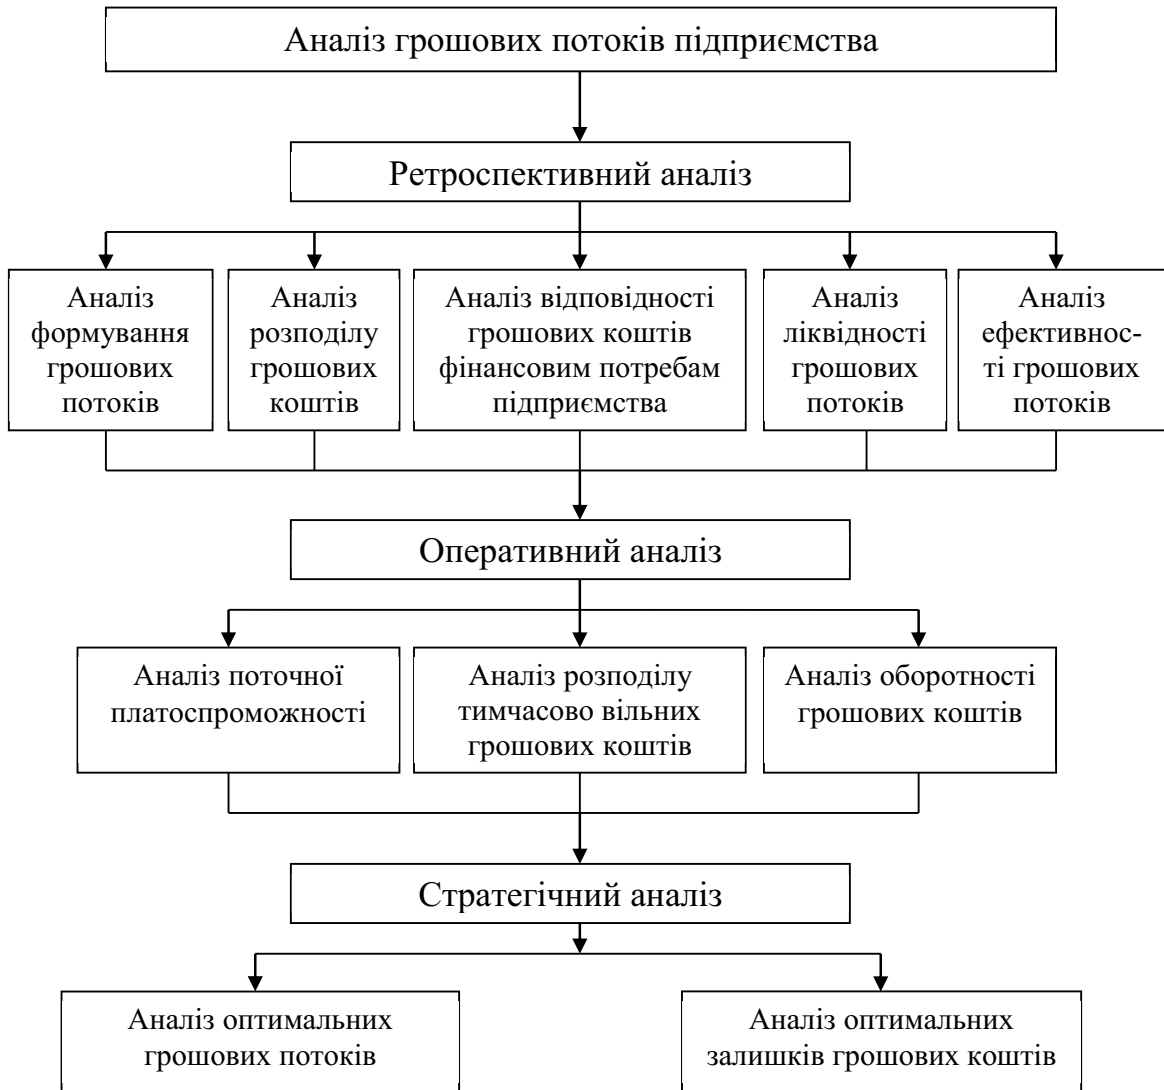 Аналіз грошових потоків підприємства
Ретроспективний аналіз
Аналіз
формування
грошових
потоків
Аналіз
розподілу
грошових
коштів
Аналіз відповідності
грошових коштів
фінансовим потребам
підприємства
Аналіз
ліквідності
грошових
потоків
Аналіз
ефективнос-
ті грошових
потоків
Оперативний аналіз
Аналіз поточної
платоспроможності
Аналіз розподілу
тимчасово вільних
грошових коштів
Аналіз оборотності
грошових коштів
Стратегічний аналіз
Аналіз оптимальних
грошових потоків
Аналіз оптимальних
залишків грошових коштів